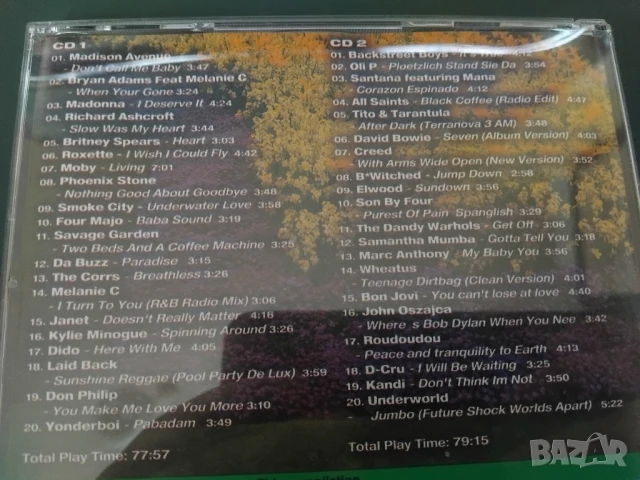 CD 1
01. Madison Avenue
- Don't Call Me Baby 3:47
02. Bryan Adams Feat Melanie C
- When Your Gone 3:24
03. Madonna - I Deserve It - 4:24
04. Richard Ashcroft
- Slow Was My Heart 3:44
05. Britney Spears - Heart 3:03
06. Roxette - I Wish I Could Fly 4:42
07. Moby - Living 7:01
08. Phoenix Stone
- Nothing Good About Goodbye 3:48
09. Smoke City - Underwater Love 3:58
10. Four Majo - Baba Sound 3:19
11. Savage Garden
- Two Beds And A Coffee Machine 3:25
12. Da Buzz - Paradise 3:15
13. The Corrs - Breathless 3:26
14. Melanie C
- I Turn To You (R&B Radio Mix) 3:06
15. Janet - Doesn't Really Matter - 4:16
16. Kylie Minogue - Spinning Around 3:26
17. Dido - Here With Me 4:05
18. Laid Back
- Sunshine Reggae (Pool Party De Lux) 3:59
19. Don Philip
- You Make Me Love You More 3:10
20. Yonderboi - Pabadam 3:49
Total Play Time: 77:57
CD 2
01. Backstreet Boys - It's True 4:12
02. Oli P - Ploetzlich Stand Sie Da 3:54
03. Santana featuring Mana
- Corazon Espinado 4:12
04. All Saints - Black Coffee (Radio Edit) 4:47
05. Tito & Tarantula
- After Dark (Terranova 3 AM) 3:48
06. David Bowie - Seven (Album Version) 4:03
07. Creed
- With Arms Wide Open (New Version) 3:52
08. B*Witched - Jump Down 3:58
09. Elwood - Sundown 3:56
10. Son By Four
- Purest Of Pain Spanglish 3:29
11. The Dandy Warhols - Get Off 3:06
12. Samantha Mumba - Gotta Tell You 3:18
13. Marc Anthony - My Baby You 3:56
14. Wheatus
- Teenage Dirtbag (Clean Version) 4:01
15. Bon Jovi - You can't lose at love 4:40
16. John Oszajca
- Where_s Bob Dylan When You Nee 3:42
17. Roudoudou
- Peace and tranquility to Earth 4:13
18. D-Cru - I Will Be Waiting 3:25
19. Kandi - Don't Think Im Not 3:50
20. Underworld
- Jumbo (Future Shock Worlds Apart) 5:22
Total Play Time: 79:15
BAZAR
bg